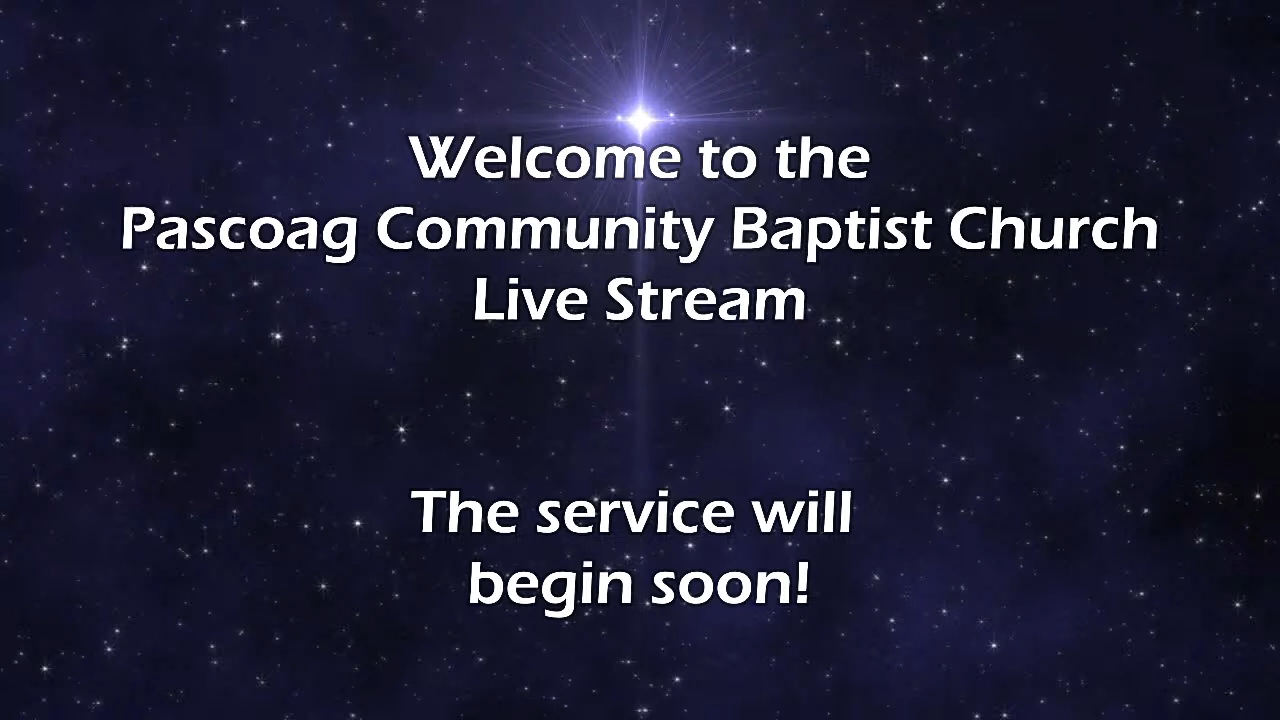 Welcome to the
Pascoag Community Baptist Church
Live Stream
The service will
begin soon!